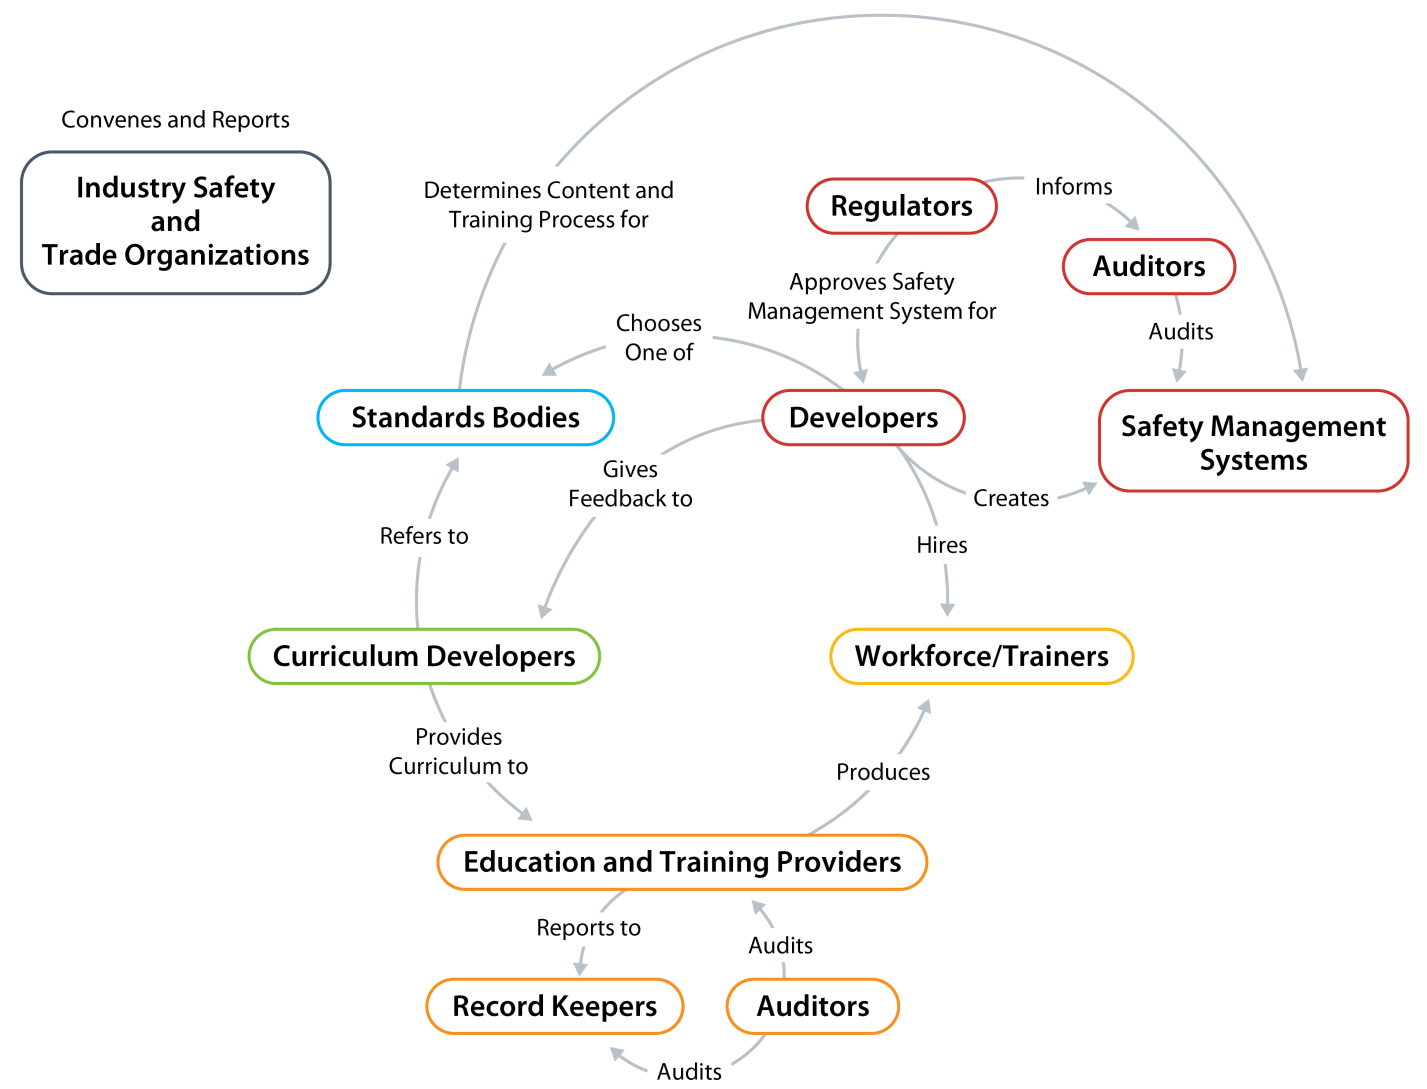 Convenes and Reports
Industry Safety
and
Trade Organizations
Determines Content and
Training Process for
Regulators
Informs
Auditors
Approves Safety
Management System for
Audits
Chooses
One of
Standards Bodies
Developers
Safety Management
Systems
Gives
Feedback to
Creates
Refers to
Hires
Curriculum Developers
Workforce/Trainers
Provides
Curriculum to
Produces
Education and Training Providers
Reports to
Audits
Record Keepers
Auditors
Audits